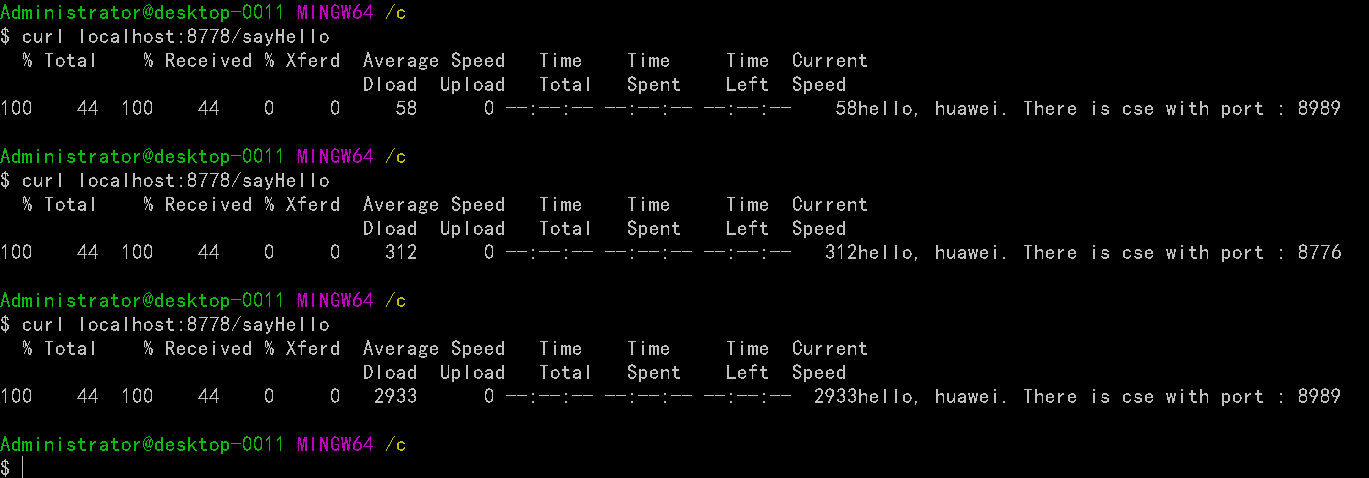 Administrator@desktop-0011 MINGW64 /c
$ curl localhost:8778/sayHello
  % Total    % Received % Xferd  Average Speed   Time    Time     Time  Current
                                 Dload  Upload   Total   Spent    Left  Speed
100    44  100    44    0     0     58      0 --:--:-- --:--:-- --:--:--    58hello, huawei. There is cse with port : 8989

Administrator@desktop-0011 MINGW64 /c
$ curl localhost:8778/sayHello
  % Total    % Received % Xferd  Average Speed   Time    Time     Time  Current
                                 Dload  Upload   Total   Spent    Left  Speed
100    44  100    44    0     0    312      0 --:--:-- --:--:-- --:--:--   312hello, huawei. There is cse with port : 8776

Administrator@desktop-0011 MINGW64 /c
$ curl localhost:8778/sayHello
  % Total    % Received % Xferd  Average Speed   Time    Time     Time  Current
                                 Dload  Upload   Total   Spent    Left  Speed
100    44  100    44    0     0   2933      0 --:--:-- --:--:-- --:--:--  2933hello, huawei. There is cse with port : 8989

Administrator@desktop-0011 MINGW64 /c
$